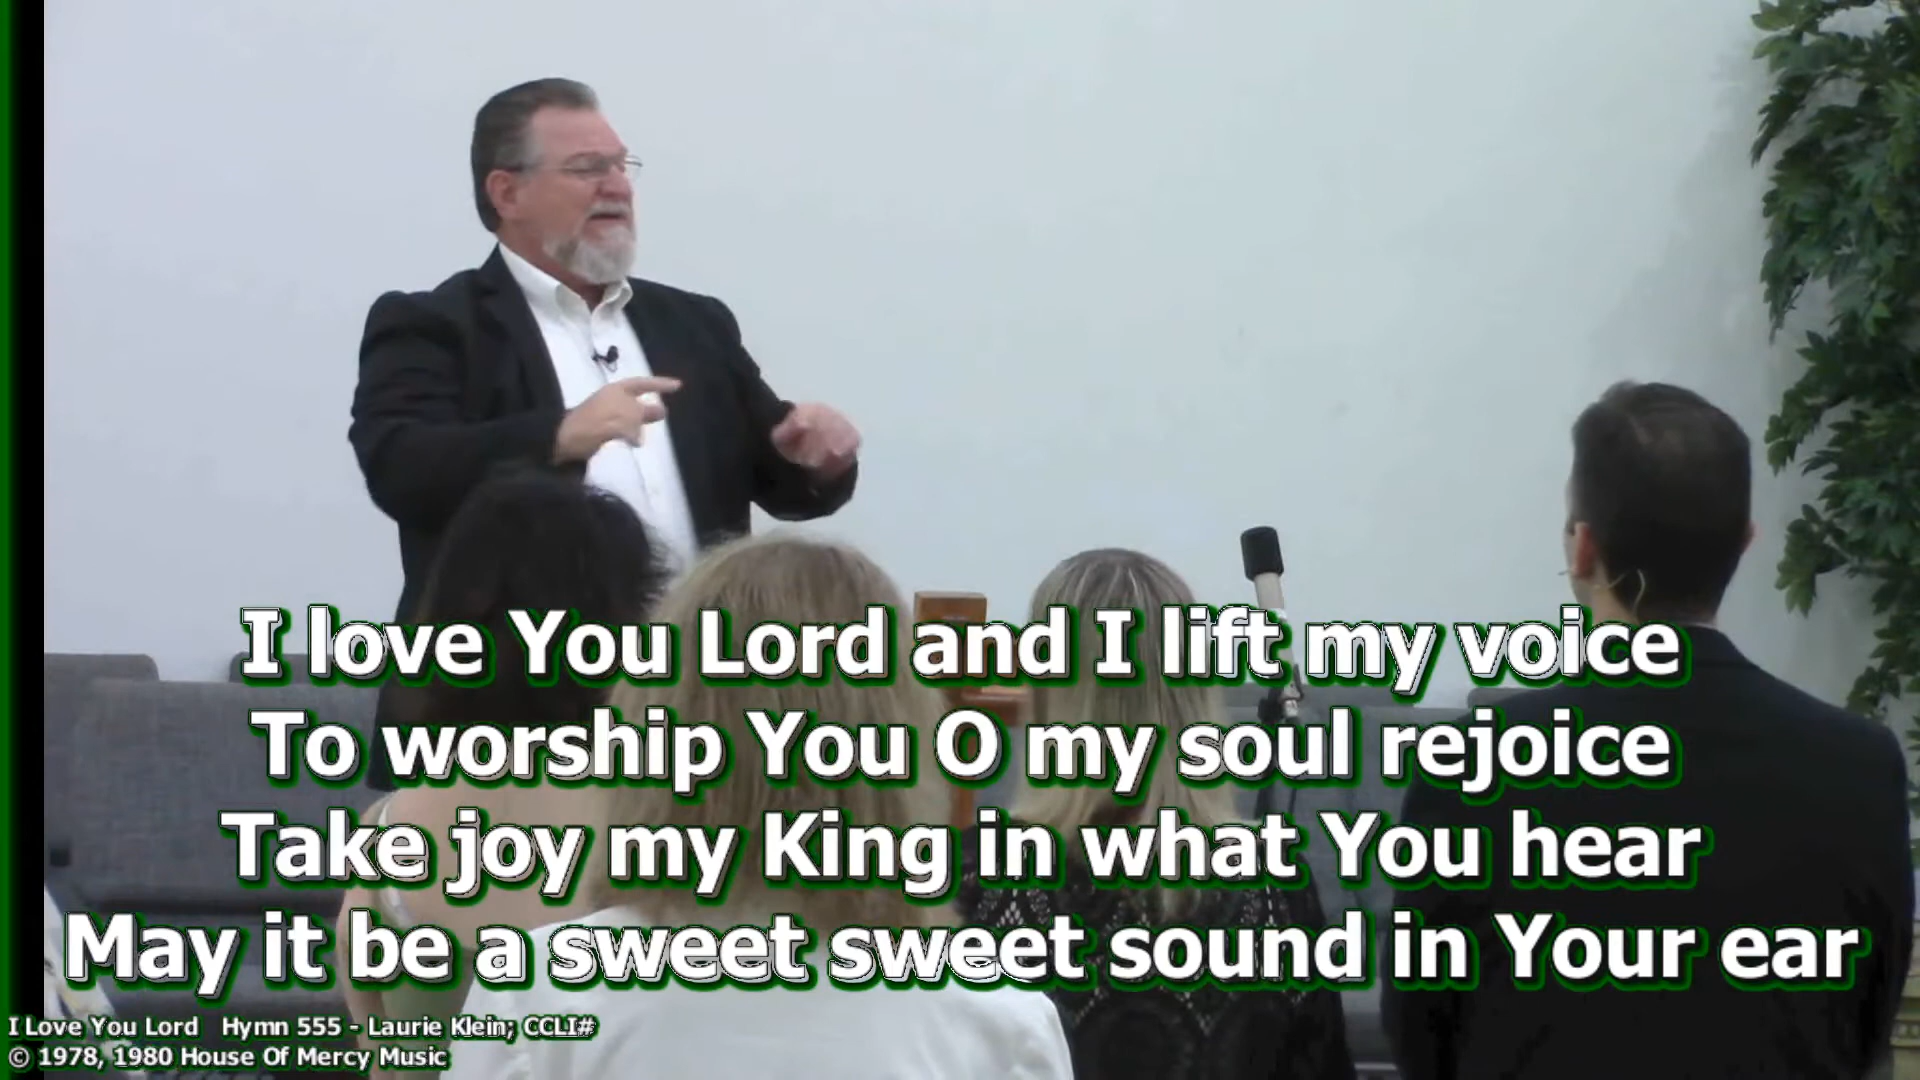 I love You Lord and I lift my voice
To worship You O my soul rejoice
Take joy my King in what You hear
May it be a sweet sweet sound in Your ear
I Love You Lord   Hymn 555 - Laurie Klein; CCLI#
© 1978, 1980 House Of Mercy Music